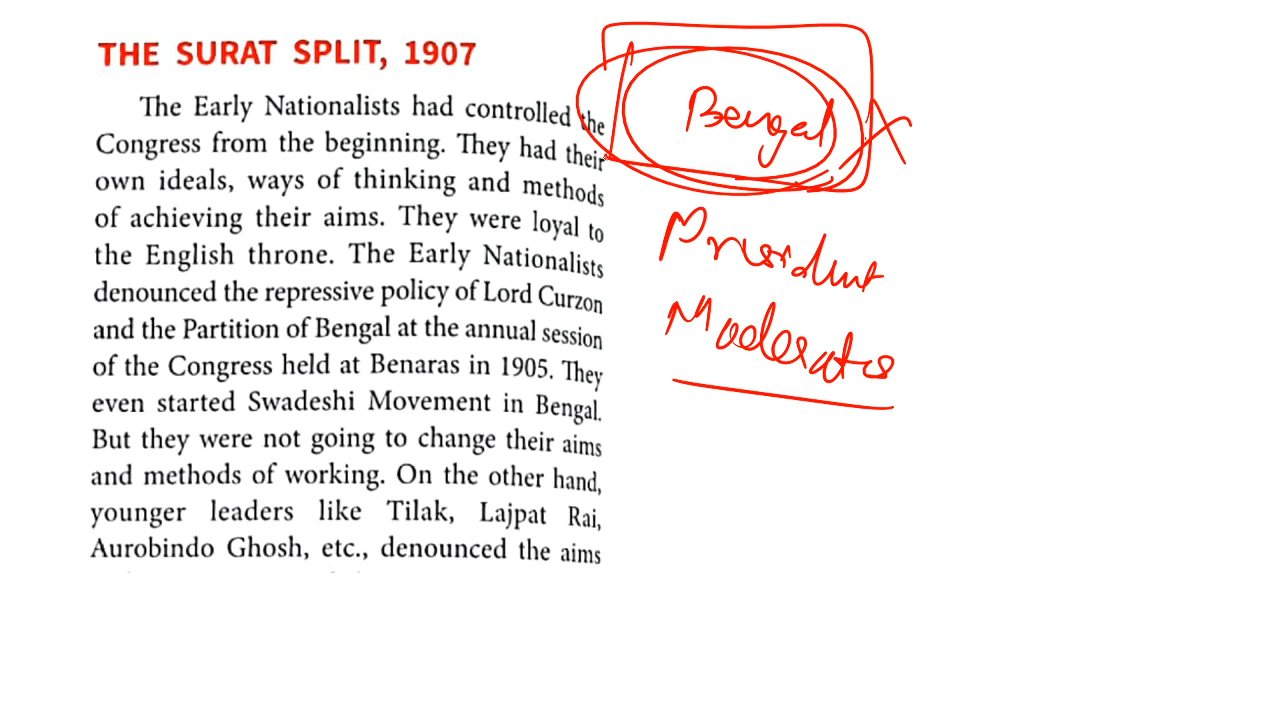 THE SURAT SPLIT, 1907
The Early Nationalists had controlled the
Congress from the beginning. They had their
own ideals, ways of thinking and methods
of achieving their aims. They were loyal to
the English throne. The Early Nationalists
denounced the repressive policy of Lord Curzon
and the Partition of Bengal at the annual session
of the Congress held at Benaras in 1905. They
even started Swadeshi Movement in Bengal.
But they were not going to change their aims
and methods of working. On the other hand,
younger leaders like Tilak, Lajpat Rai,
Aurobindo Ghosh, etc., denounced the aims
Bengal
President
Moderates